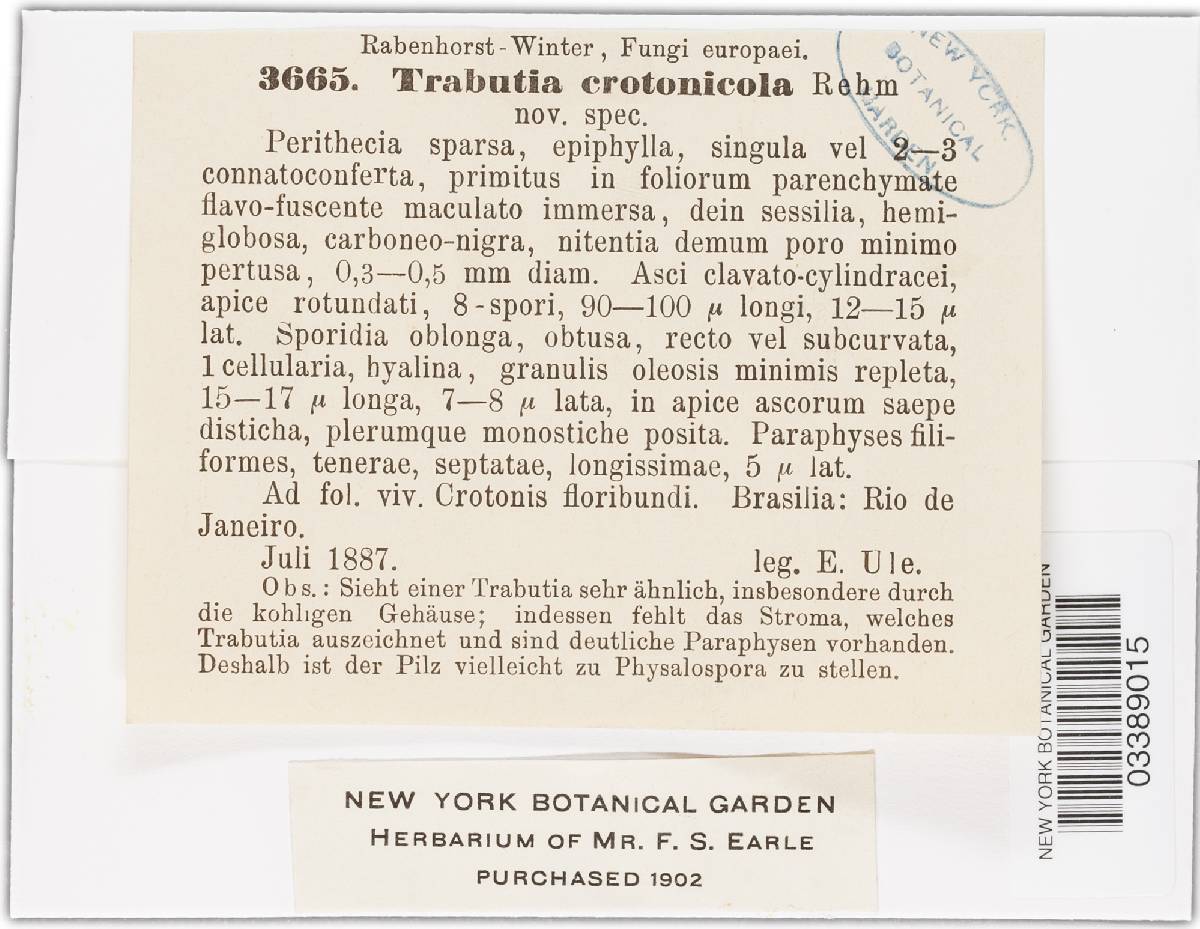 Rabenhorst-Winter, Fungi europaei.
3665. Trabutia crotonicola Rehm
nov. spec.
Perithecia sparsa, epiphylla, singula vel 2—3
connatoconferta, primitus in foliorum parenchymate
flavo-fuscente maculato immersa, dein sessilia, hemi-
globosa, carboneo-nigra, nitentia demum poro minimo
pertusa, 0,3—0,5 mm diam. Asci clavato-cylindracei,
apice rotundati, 8-spori, 90—100 µ longi, 12—15 µ
lat. Sporidia oblonga, obtusa, recto vel subcurvata,
1 cellularia, hyalina, granulis oleosis minimis repleta,
15—17 µ longa, 7—8 µ lata, in apice ascorum saepe
disticha, plerumque monostiche posita. Paraphyses fili-
formes, tenerae, septatae, longissimae, 5 µ lat.
Ad fol. viv. Crotonis floribundi. Brasilia: Rio de
Janeiro.
Juli 1887. leg. E. Ule.
Obs.: Sieht einer Trabutia sehr ähnlich, insbesondere durch
die kohligen Gehäuse; indessen fehlt das Stroma, welches
Trabutia auszeichnet und sind deutliche Paraphysen vorhanden.
Deshalb ist der Pilz vielleicht zu Physalospora zu stellen.
NEW YORK
BOTANICAL
GARDEN
NEW YORK BOTANICAL GARDEN
03389015
NEW YORK BOTANICAL GARDEN
HERBARIUM OF MR. F. S. EARLE
PURCHASED 1902